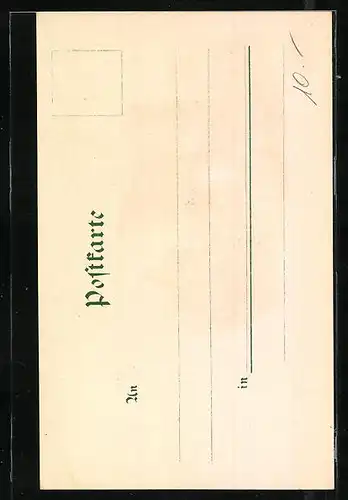 Postkarte
An
in
10.-